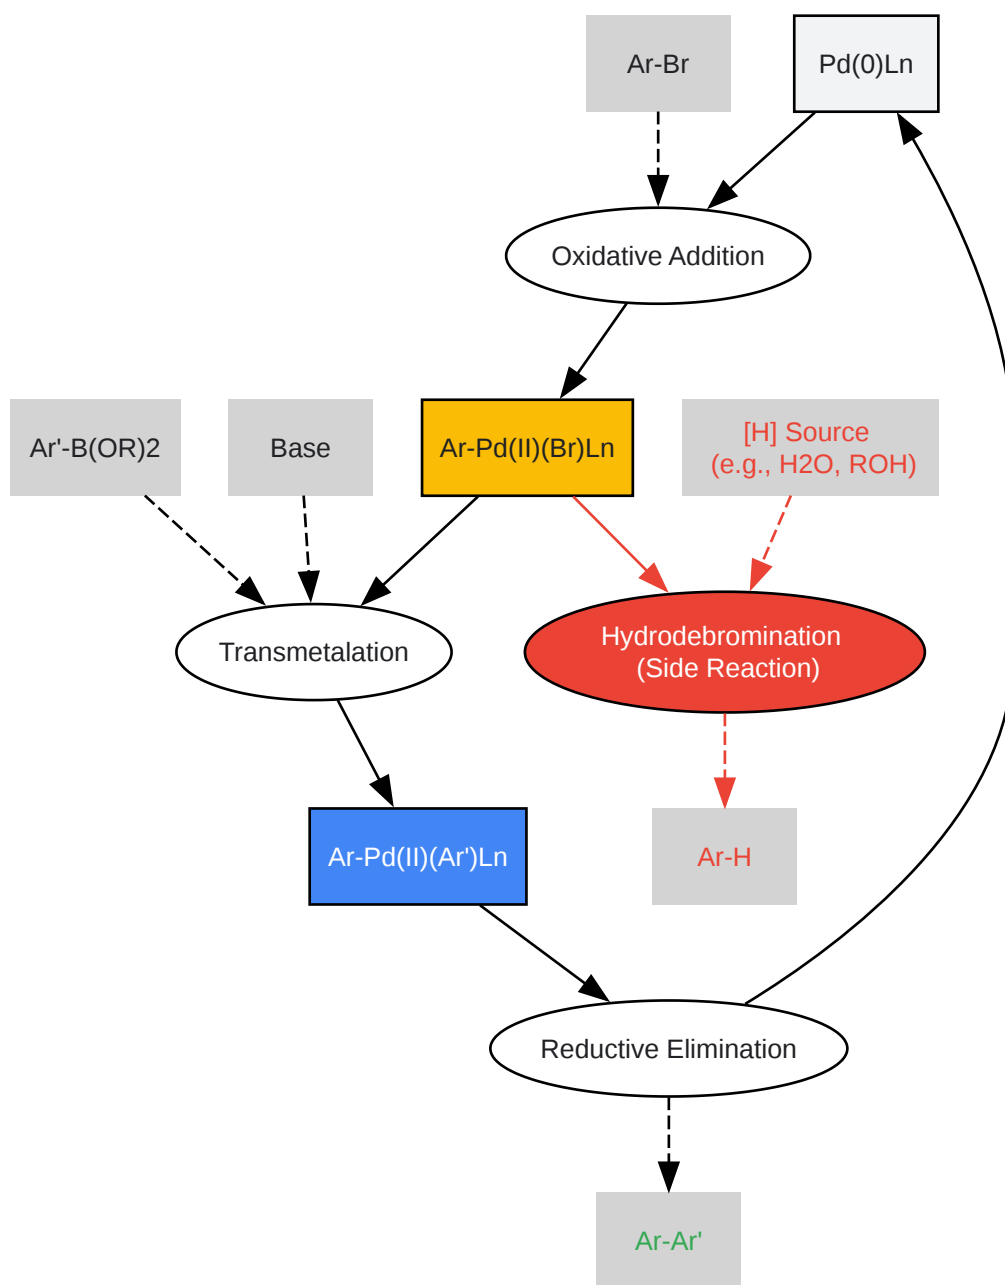 Ar-Br
Pd(0)Ln
Oxidative Addition
Ar'-B(OR)2
Base
Ar-Pd(II)(Br)Ln
[H] Source
(e.g., H2O, ROH)
Transmetalation
Hydrodebromination
(Side Reaction)
Ar-Pd(II)(Ar')Ln
Ar-H
Reductive Elimination
Ar-Ar'